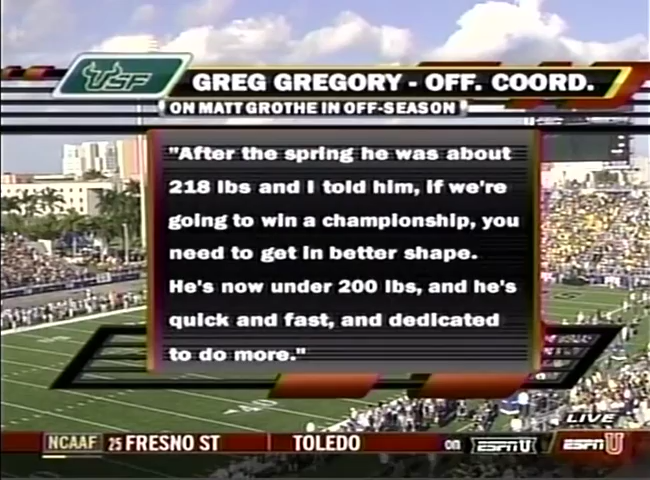 USF
GREG GREGORY - OFF. COORD.
ON MATT GROTHE IN OFF-SEASON
"After the spring he was about
218 lbs and I told him, if we're
going to win a championship, you
need to get in better shape.
He's now under 200 lbs, and he's
quick and fast, and dedicated
to do more."
LIVE
NCAAF 25 FRESNO ST TOLEDO on ESPNU ESPNU